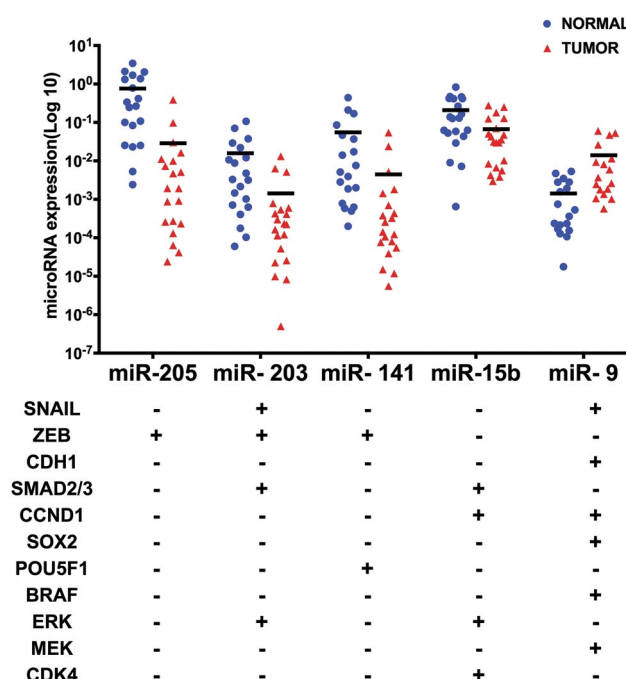 NORMAL
TUMOR
microRNA expression(Log 10)
10¹
10⁰
10⁻¹
10⁻²
10⁻³
10⁻⁴
10⁻⁵
10⁻⁶
10⁻⁷
miR-205 miR- 203 miR- 141 miR-15b miR- 9
SNAIL - + - - +
ZEB + + + - -
CDH1 - - - - +
SMAD2/3 - + - + -
CCND1 - - - + +
SOX2 - - - - +
POU5F1 - - + - -
BRAF - - - - +
ERK - + - + -
MEK - - - - +
CDK4 - - - + -